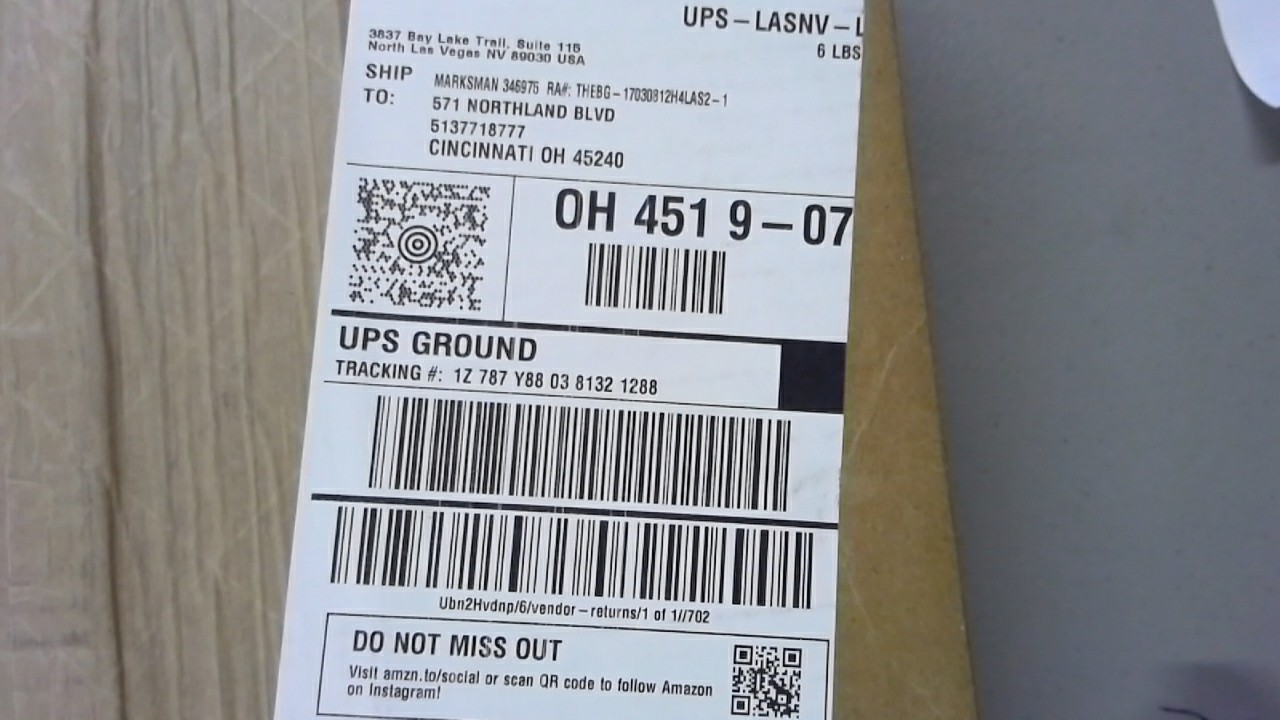 UPS-LASNV-L
6 LBS
3837 Bay Lake Trail, Suite 115
North Las Vegas NV 89030 USA
SHIP
TO:
MARKSMAN 346975 RA#: THEBG-17030812H4LAS2-1
571 NORTHLAND BLVD
5137718777
CINCINNATI OH 45240
OH 451 9-07
UPS GROUND
TRACKING #: 1Z 787 Y88 03 8132 1288
Ubn2Hvdnp/6/vendor-returns/1 of 1//702
DO NOT MISS OUT
Visit amzn.to/social or scan QR code to follow Amazon
on Instagram!